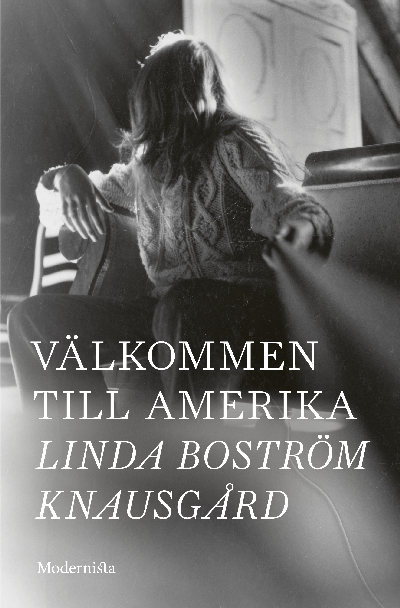 VÄLKOMMEN
TILL AMERIKA
LINDA BOSTRÖM
KNAUSGÅRD
Modernista